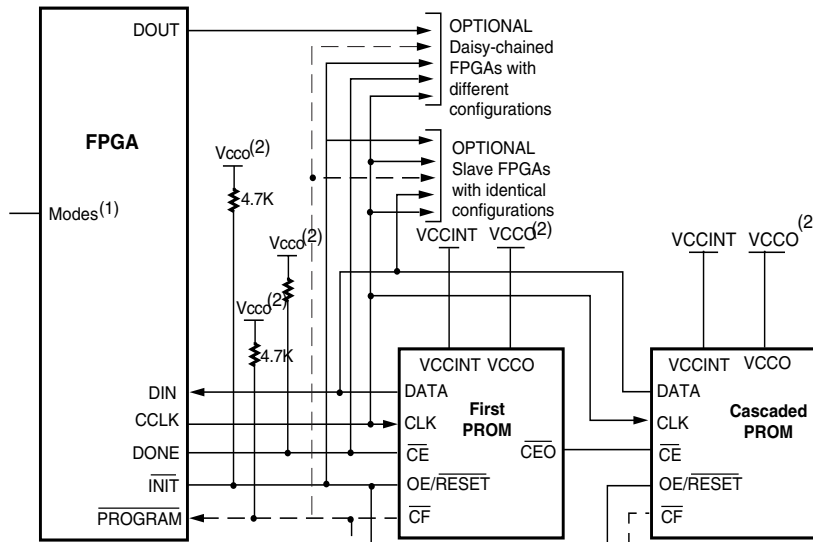 DOUT
OPTIONAL
Daisy-chained
FPGAs with
different
configurations
FPGA
Vcco(2)
4.7K
OPTIONAL
Slave FPGAs
with identical
configurations
Modes(1)
Vcco(2)
VCCINT
VCCO(2)
VCCINT
VCCO(2
Vcco(2)
4.7K
VCCINT VCCO
VCCINT VCCO
DIN
DATA
DATA
CCLK
CLK
First
PROM
CLK
Cascaded
PROM
DONE
CE
CEO
CE
INIT
OE/RESET
OE/RESET
PROGRAM
CF
CF